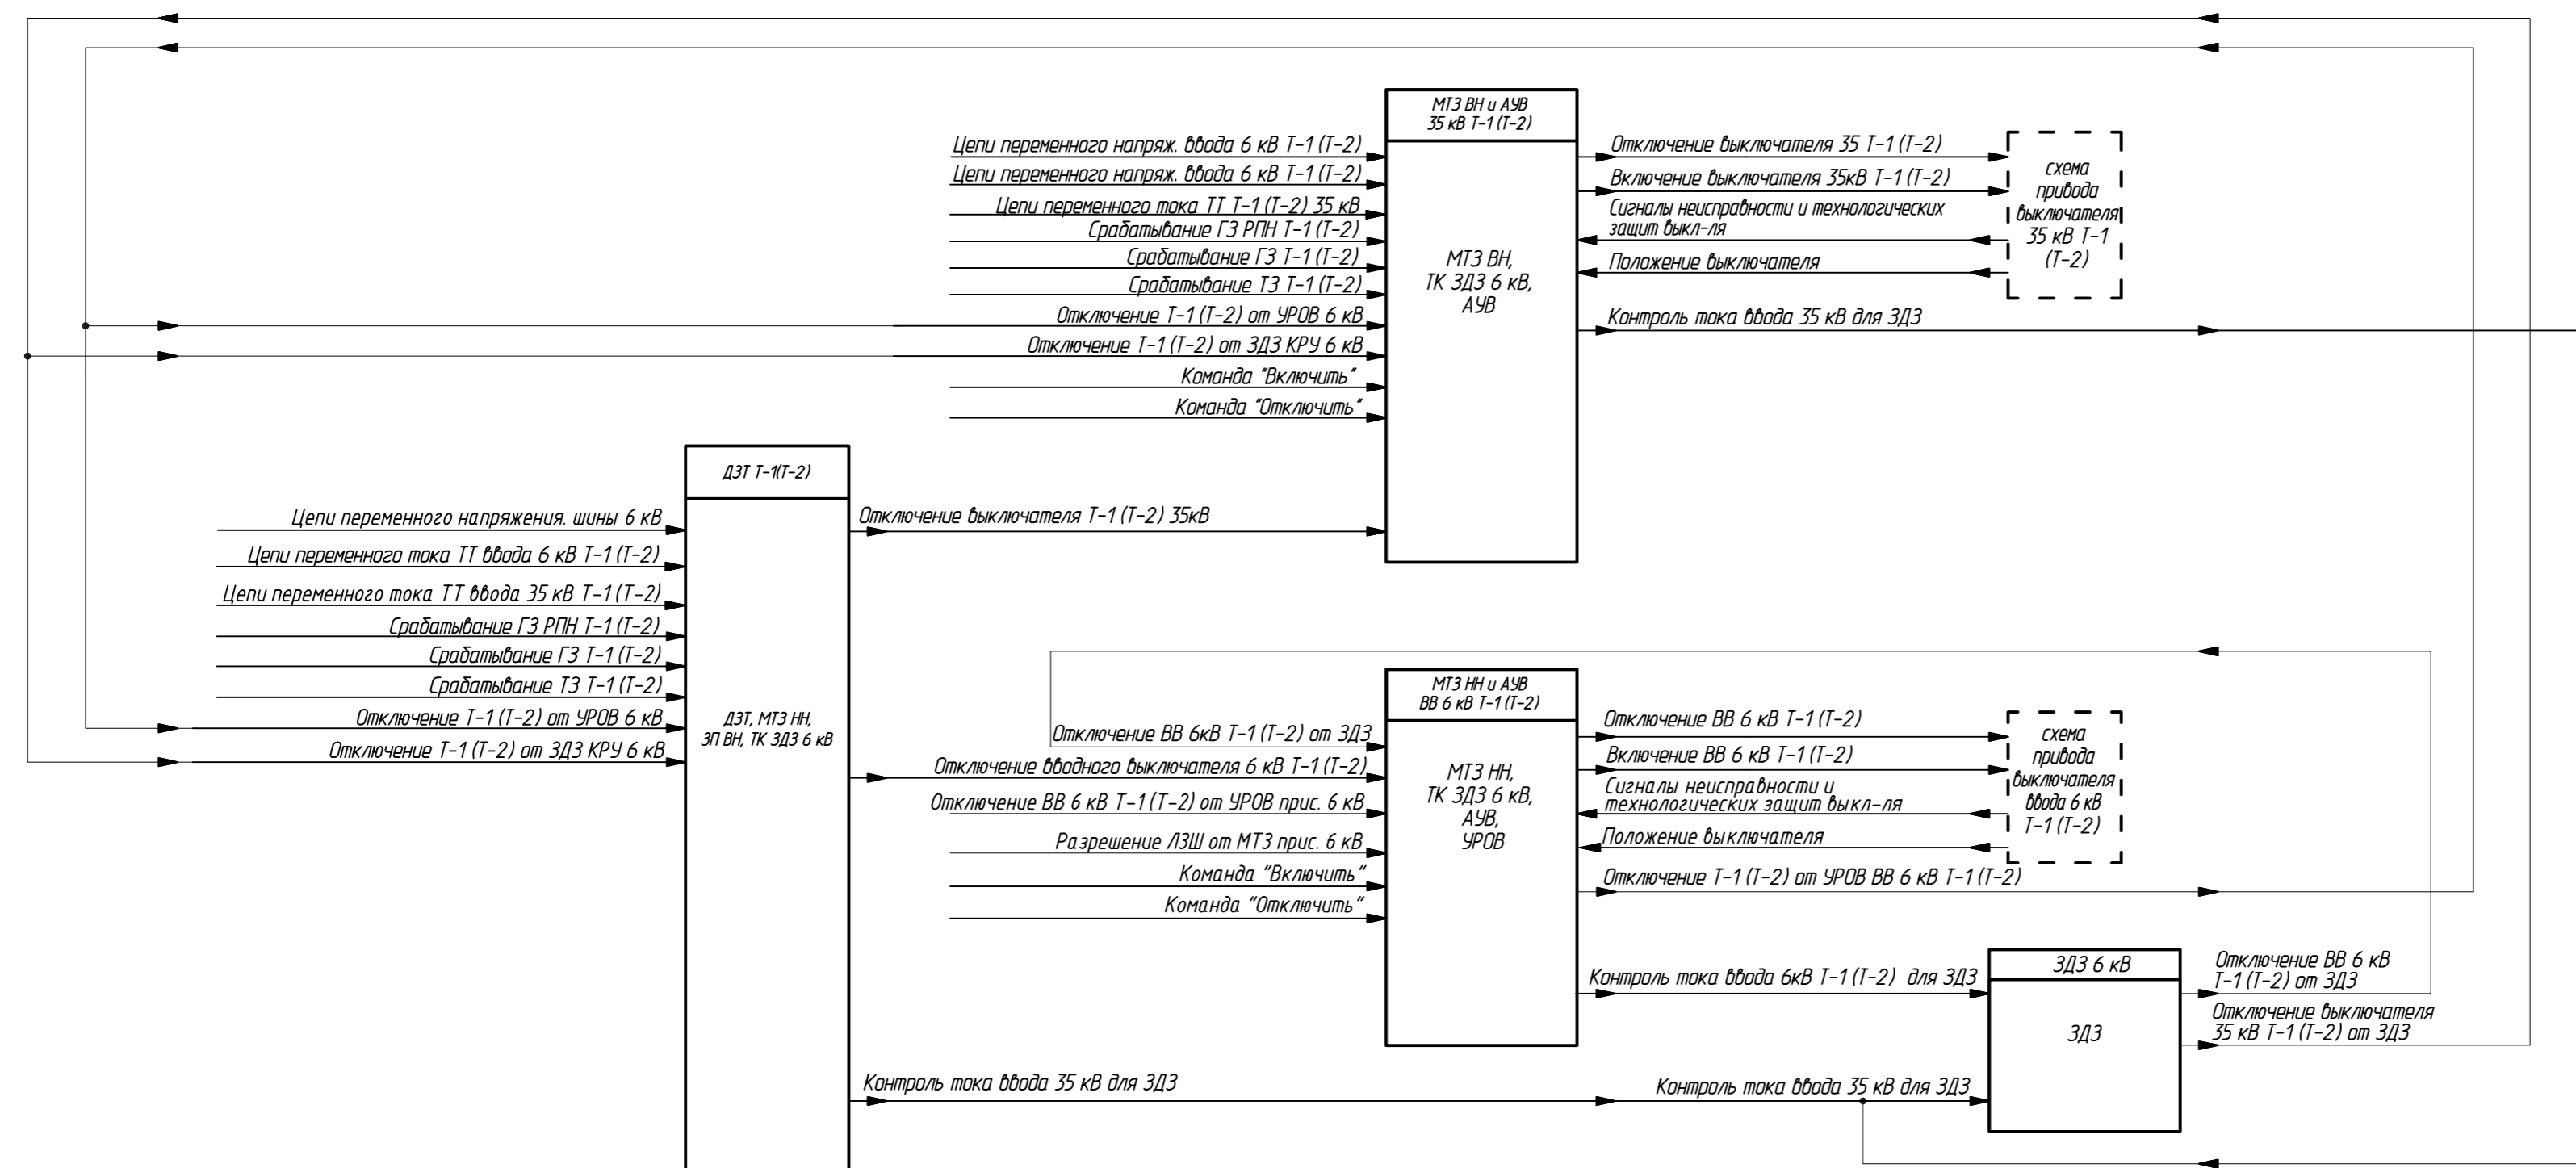 МТЗ ВН и АУВ
35 кВ Т-1 (Т-2)
Цепи переменного напряж. ввода 6 кВ Т-1 (Т-2)
Цепи переменного напряж. ввода 6 кВ Т-1 (Т-2)
Цепи переменного тока ТТ Т-1 (Т-2) 35 кВ
Срабатывание ГЗ РПН Т-1 (Т-2)
Срабатывание ГЗ Т-1 (Т-2)
Срабатывание ТЗ Т-1 (Т-2)
Отключение Т-1 (Т-2) от УРОВ 6 кВ
Отключение Т-1 (Т-2) от ЗДЗ КРУ 6 кВ
Команда "Включить"
Команда "Отключить"
МТЗ ВН,
ТК ЗДЗ 6 кВ,
АУВ
Отключение выключателя 35 Т-1 (Т-2)
Включение выключателя 35кВ Т-1 (Т-2)
Сигналы неисправности и технологических
защит выкл-ля
Положение выключателя
Контроль тока ввода 35 кВ для ЗДЗ
схема
привода
выключателя
35 кВ Т-1
(Т-2)
ДЗТ Т-1(Т-2)
Цепи переменного напряжения. шины 6 кВ
Цепи переменного тока ТТ ввода 6 кВ Т-1 (Т-2)
Цепи переменного тока ТТ ввода 35 кВ Т-1 (Т-2)
Срабатывание ГЗ РПН Т-1 (Т-2)
Срабатывание ГЗ Т-1 (Т-2)
Срабатывание ТЗ Т-1 (Т-2)
Отключение Т-1 (Т-2) от УРОВ 6 кВ
Отключение Т-1 (Т-2) от ЗДЗ КРУ 6 кВ
ДЗТ, МТЗ НН,
ЗП ВН, ТК ЗДЗ 6 кВ
Отключение выключателя Т-1 (Т-2) 35кВ
МТЗ НН и АУВ
ВВ 6 кВ Т-1 (Т-2)
Отключение ВВ 6кВ Т-1 (Т-2) от ЗДЗ
Отключение вводного выключателя 6 кВ Т-1 (Т-2)
Отключение ВВ 6 кВ Т-1 (Т-2) от УРОВ прис. 6 кВ
Разрешение ЛЗШ от МТЗ прис. 6 кВ
Команда "Включить"
Команда "Отключить"
МТЗ НН,
ТК ЗДЗ 6 кВ,
АУВ,
УРОВ
Отключение ВВ 6 кВ Т-1 (Т-2)
Включение ВВ 6 кВ Т-1 (Т-2)
Сигналы неисправности и
технологических защит выкл-ля
Положение выключателя
Отключение Т-1 (Т-2) от УРОВ ВВ 6 кВ Т-1 (Т-2)
схема
привода
выключателя
ввода 6 кВ
Т-1 (Т-2)
Контроль тока ввода 6кВ Т-1 (Т-2) для ЗДЗ
ЗДЗ 6 кВ
ЗДЗ
Отключение ВВ 6 кВ
Т-1 (Т-2) от ЗДЗ
Отключение выключателя
35 кВ Т-1 (Т-2) от ЗДЗ
Контроль тока ввода 35 кВ для ЗДЗ
Контроль тока ввода 35 кВ для ЗДЗ